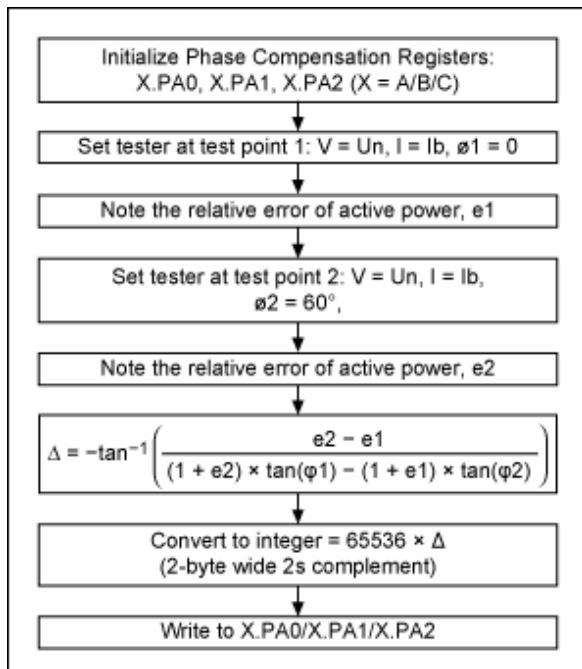 Initialize Phase Compensation Registers:
X.PA0, X.PA1, X.PA2 (X = A/B/C)
Set tester at test point 1: V = Un, I = Ib, ø1 = 0
Note the relative error of active power, e1
Set tester at test point 2: V = Un, I = Ib,
ø2 = 60°,
Note the relative error of active power, e2
Δ = −tan⁻¹ ( (e2 − e1) / ((1 + e2) × tan(φ1) − (1 + e1) × tan(φ2)) )
Convert to integer = 65536 × Δ
(2-byte wide 2s complement)
Write to X.PA0/X.PA1/X.PA2